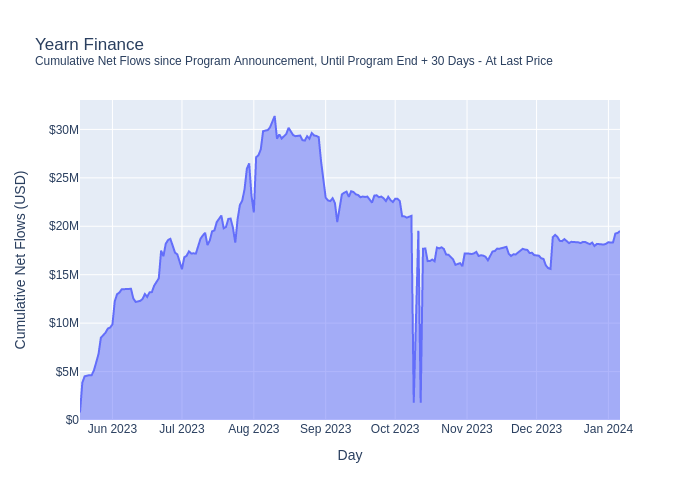 Yearn Finance
Cumulative Net Flows since Program Announcement, Until Program End + 30 Days - At Last Price
Cumulative Net Flows (USD)
$30M
$25M
$20M
$15M
$10M
$5M
$0
Jun 2023 Jul 2023 Aug 2023 Sep 2023 Oct 2023 Nov 2023 Dec 2023 Jan 2024
Day